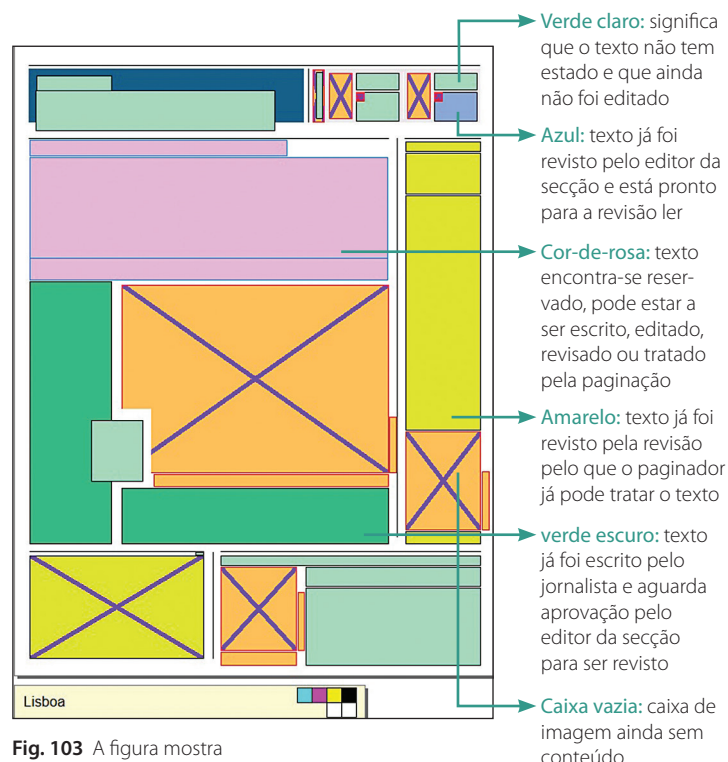 Verde claro: significa
que o texto não tem
estado e que ainda
não foi editado
Azul: texto já foi
revisto pelo editor da
secção e está pronto
para a revisão ler
Cor-de-rosa: texto
encontra-se reser-
vado, pode estar a
ser escrito, editado,
revisado ou tratado
pela paginação
Amarelo: texto já foi
revisto pela revisão
pelo que o paginador
já pode tratar o texto
verde escuro: texto
já foi escrito pelo
jornalista e aguarda
aprovação pelo
editor da secção
para ser revisto
Caixa vazia: caixa de
imagem ainda sem
conteúdo
Lisboa
Fig. 103 A figura mostra